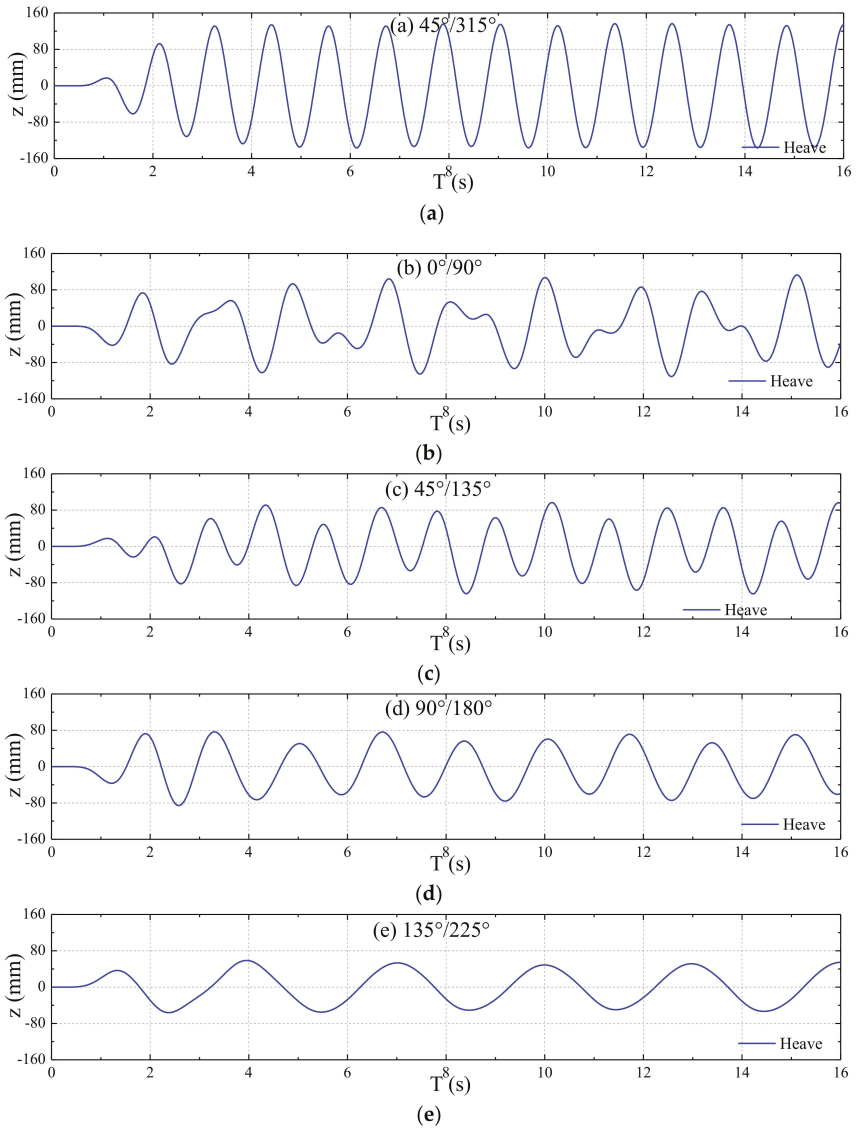 160
80
0
-80
-160
z (mm)
(a) 45°/315°
Heave
0 2 4 6 8 10 12 14 16
T (s)
(a)
160
80
0
-80
-160
z (mm)
(b) 0°/90°
Heave
0 2 4 6 8 10 12 14 16
T (s)
(b)
160
80
0
-80
-160
z (mm)
(c) 45°/135°
Heave
0 2 4 6 8 10 12 14 16
T (s)
(c)
160
80
0
-80
-160
z (mm)
(d) 90°/180°
Heave
0 2 4 6 8 10 12 14 16
T (s)
(d)
160
80
0
-80
-160
z (mm)
(e) 135°/225°
Heave
0 2 4 6 8 10 12 14 16
T (s)
(e)